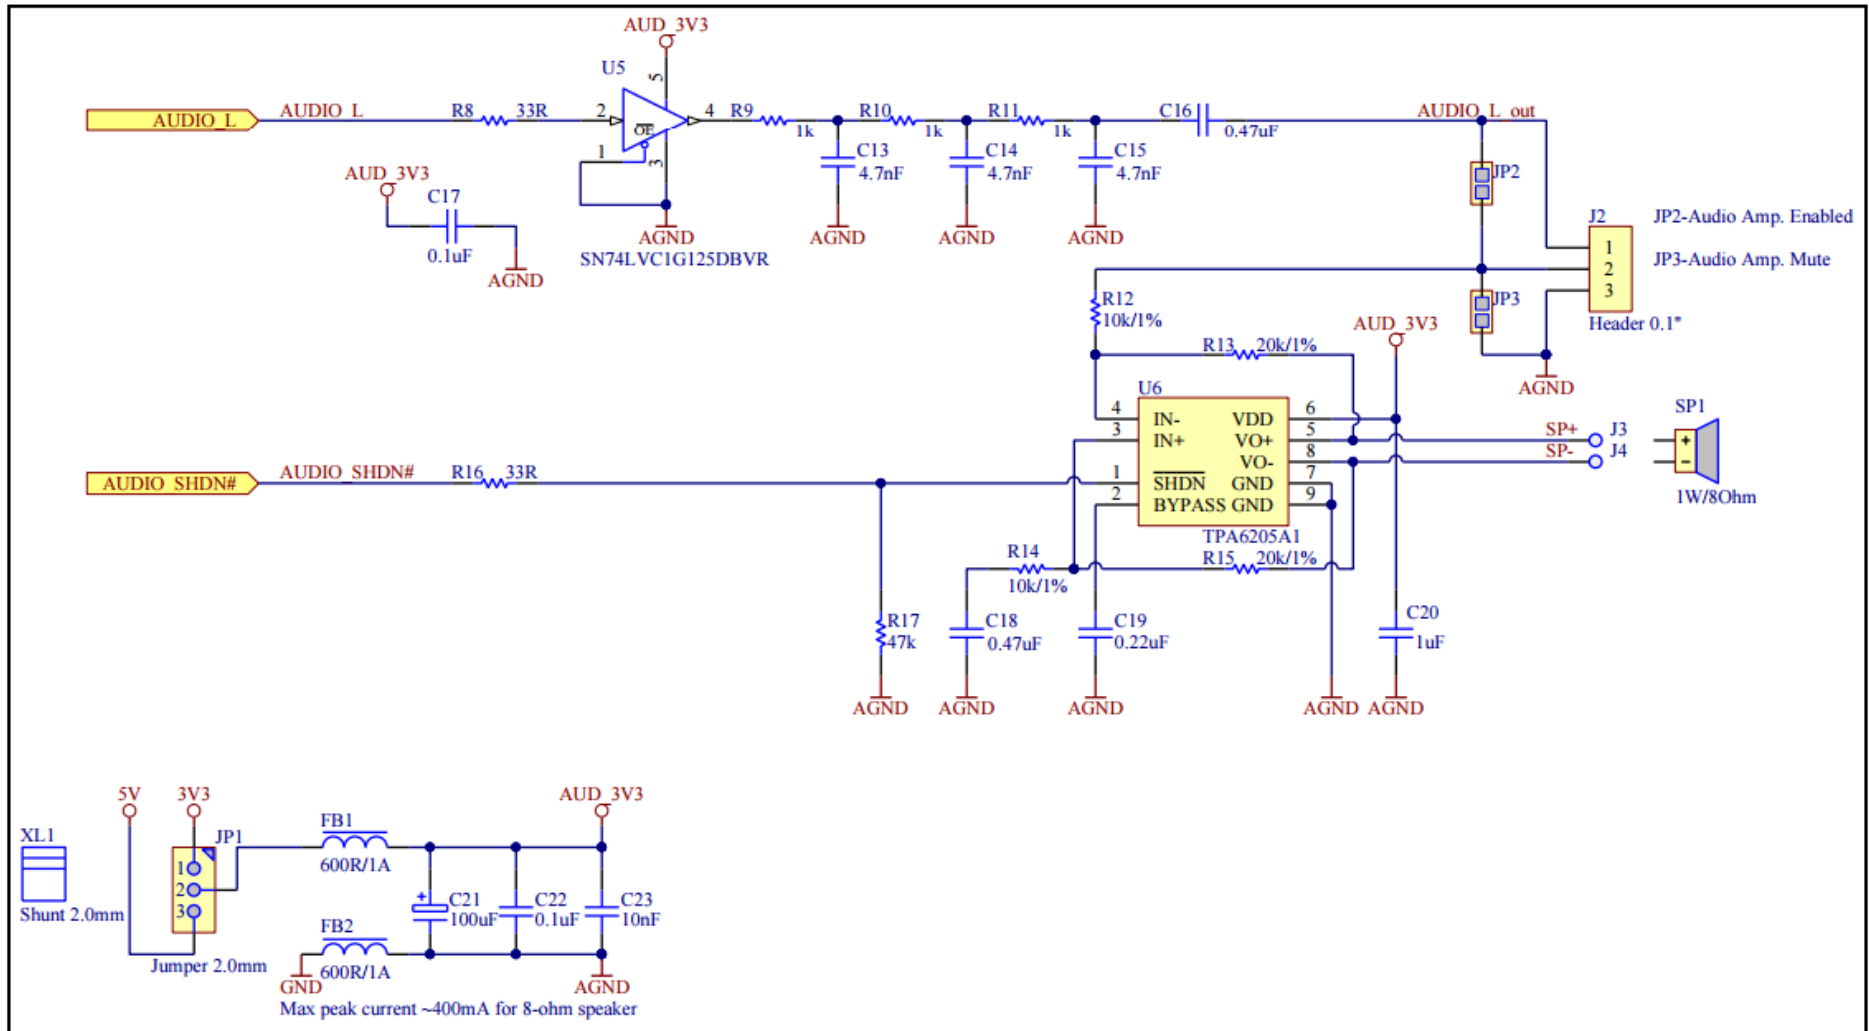 AUD_3V3
U5
5
AUDIO_L
AUDIO_L
R8 33R
2
OE
4
R9
1k
R10
1k
R11
1k
C16
0.47uF
AUDIO_L_out
1
3
C13
4.7nF
C14
4.7nF
C15
4.7nF
AUD_3V3
C17
0.1uF
AGND
AGND
SN74LVC1G125DBVR
AGND
AGND
AGND
JP2
J2
1
2
3
Header 0.1"
JP2-Audio Amp. Enabled
JP3-Audio Amp. Mute
JP3
AGND
R12
10k/1%
R13 20k/1%
AUD_3V3
U6
4 IN- VDD 6
3 IN+ VO+ 5
VO- 8
1 SHDN GND 7
2 BYPASS GND 9
TPA6205A1
SP+ J3
SP- J4
SP1
+
-
1W/8Ohm
AUDIO_SHDN#
AUDIO_SHDN#
R16 33R
R14
10k/1%
R15 20k/1%
R17
47k
C18
0.47uF
C19
0.22uF
C20
1uF
AGND
AGND
AGND
AGND
AGND
5V
3V3
AUD_3V3
XL1
Shunt 2.0mm
JP1
1
2
3
Jumper 2.0mm
FB1
600R/1A
+
C21
100uF
C22
0.1uF
C23
10nF
FB2
600R/1A
GND
AGND
Max peak current ~400mA for 8-ohm speaker